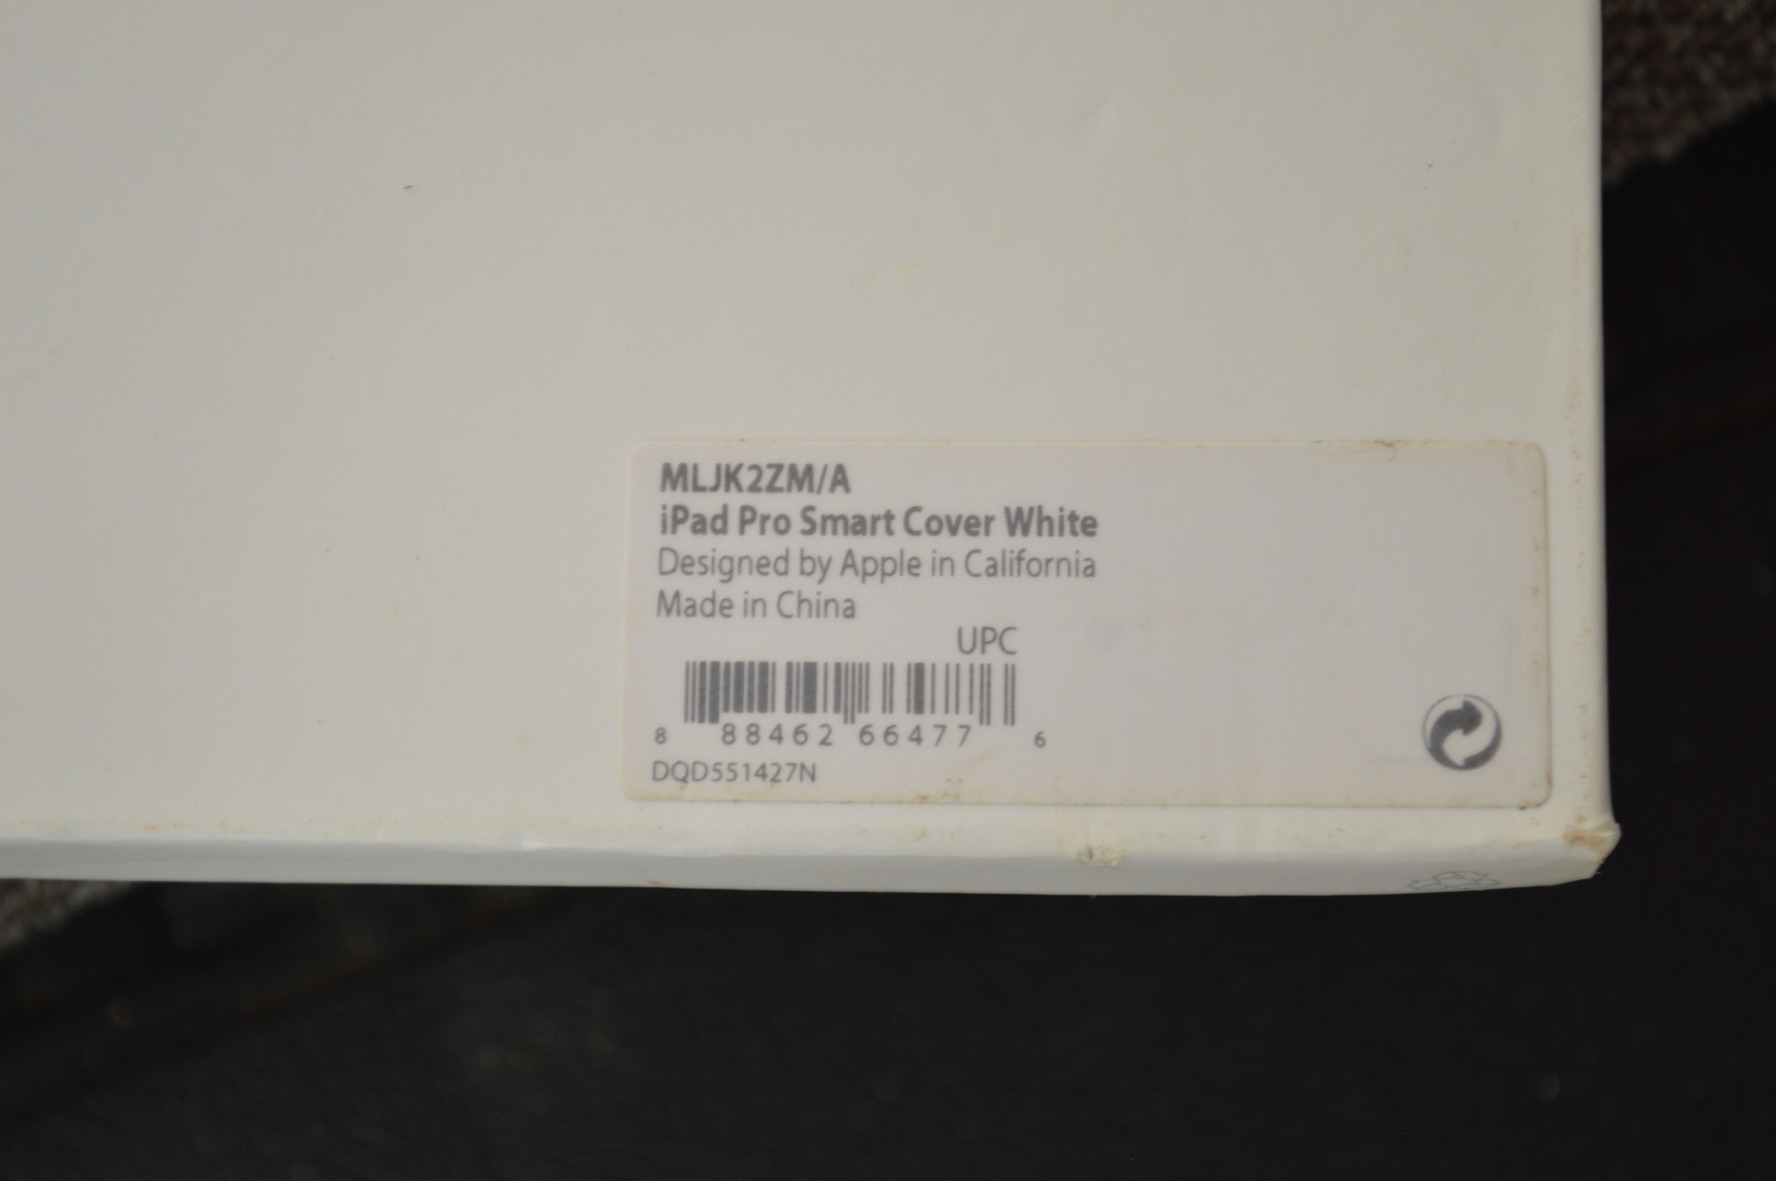 MLJK2ZM/A
iPad Pro Smart Cover White
Designed by Apple in California
Made in China
UPC
8 88462 66477 6
DQD551427N